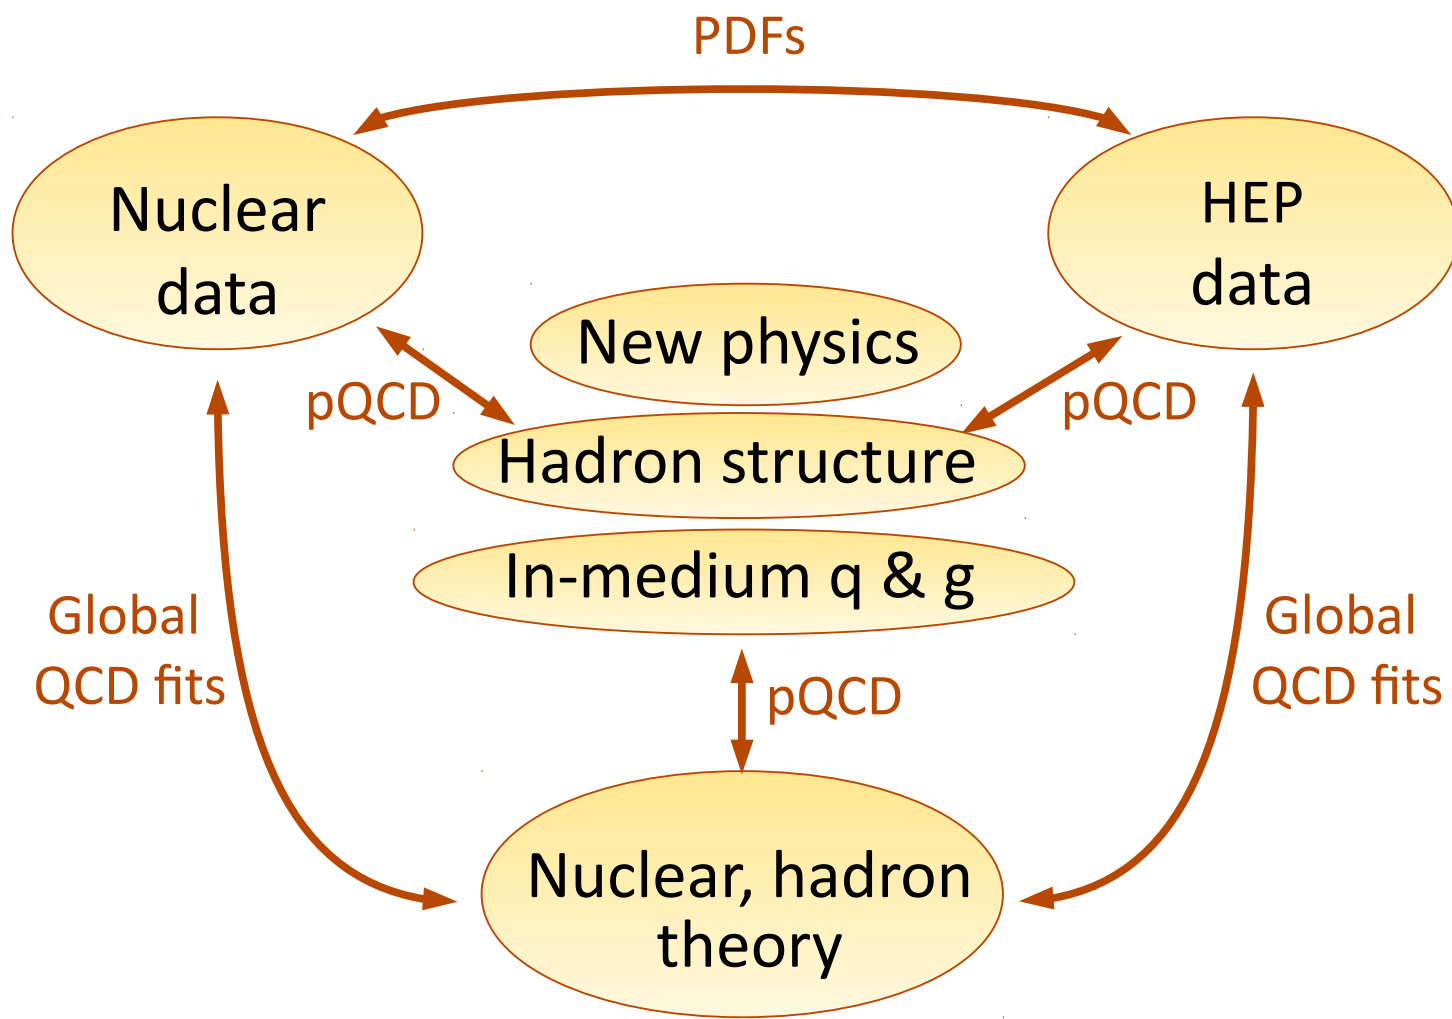 PDFs
Nuclear
data
HEP
data
New physics
pQCD
pQCD
Hadron structure
In-medium q & g
Global
QCD fits
Global
QCD fits
pQCD
Nuclear, hadron
theory